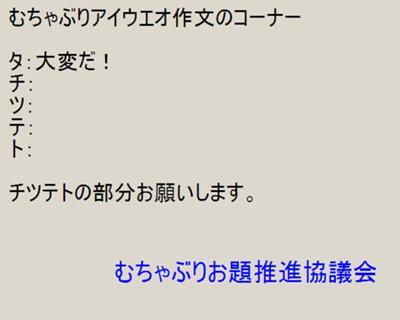 むちゃぶりアイウエオ作文のコーナー
タ：大変だ！
チ：
ツ：
テ：
ト：
チツテトの部分お願いします。
むちゃぶりお題推進協議会